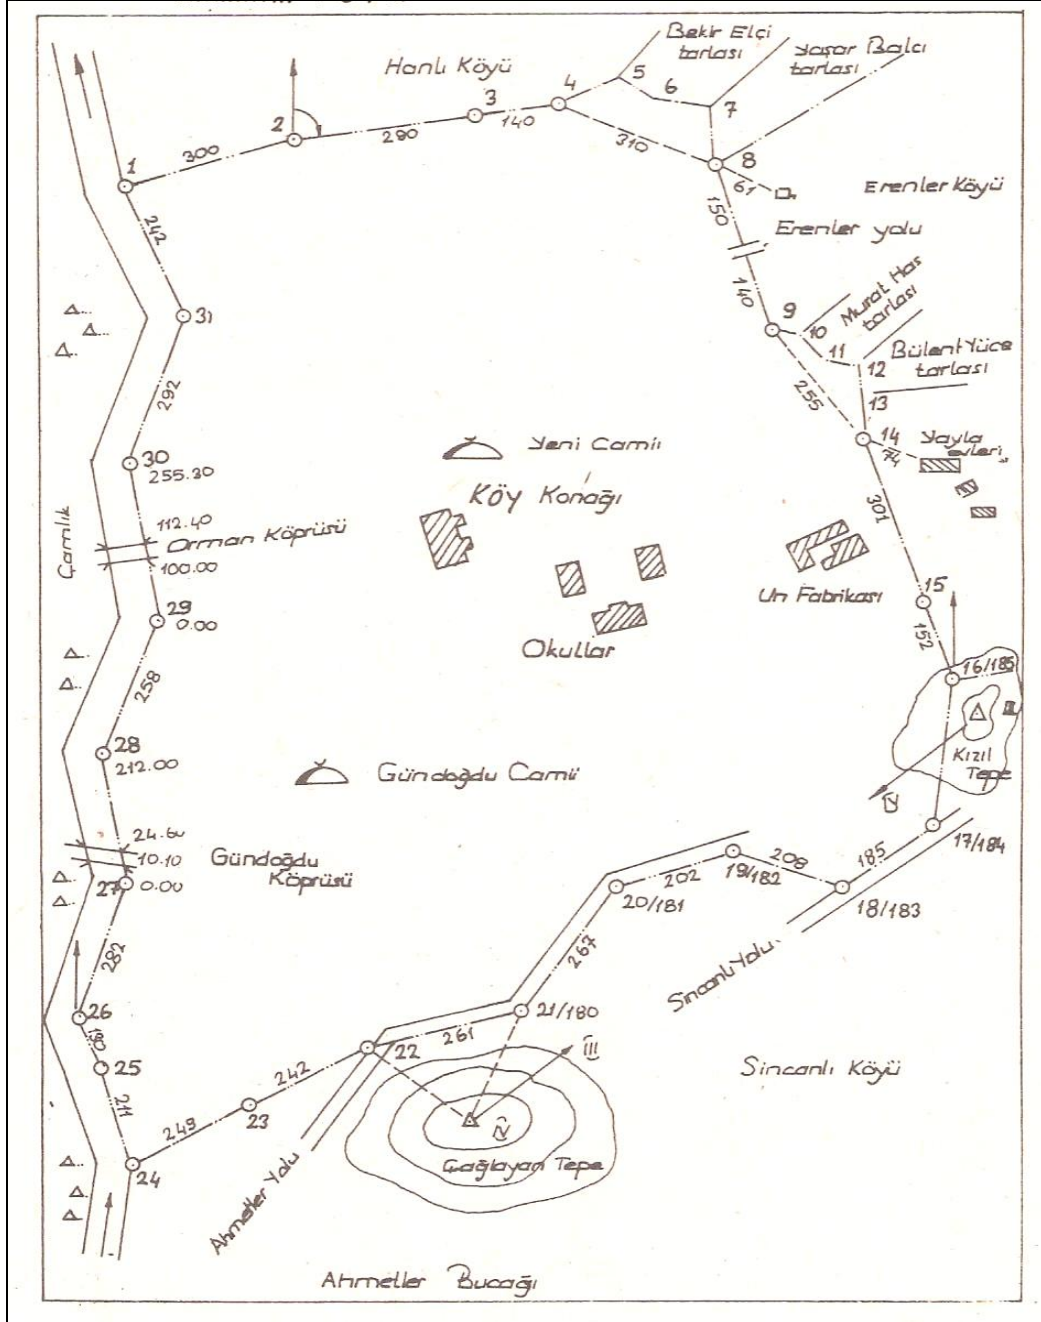 Bekir Elçi
tarlası
Yaşar Balcı
tarlası
Hanlı Köyü
4
5
6
7
3
2
140
290
300
310
8
61
1
150
Erenler Köyü
Erenler yolu
242
140
Murat Has
tarlası
31
9
10
11
12
Bülent Yüce
tarlası
292
255
13
14
Yayla
evleri
74
Yeni Camii
30
255.30
Köy Konağı
301
112.40
Orman Köprüsü
100.00
Çamlık
Un Fabrikası
15
29
0.00
Okullar
152
258
16/185
III
28
212.00
Gündoğdu Camii
Kızıl
Tepe
IV
24.60
10.10
Gündoğdu
Köprüsü
17/184
27
0.00
202
19/182
208
185
20/181
18/183
282
267
Sincanlı Yolu
26
190
21/180
22
261
III
25
242
Sincanlı Köyü
211
23
249
IV
24
Çağlayan Tepe
Ahmetler Yolu
Ahmetler Bucağı